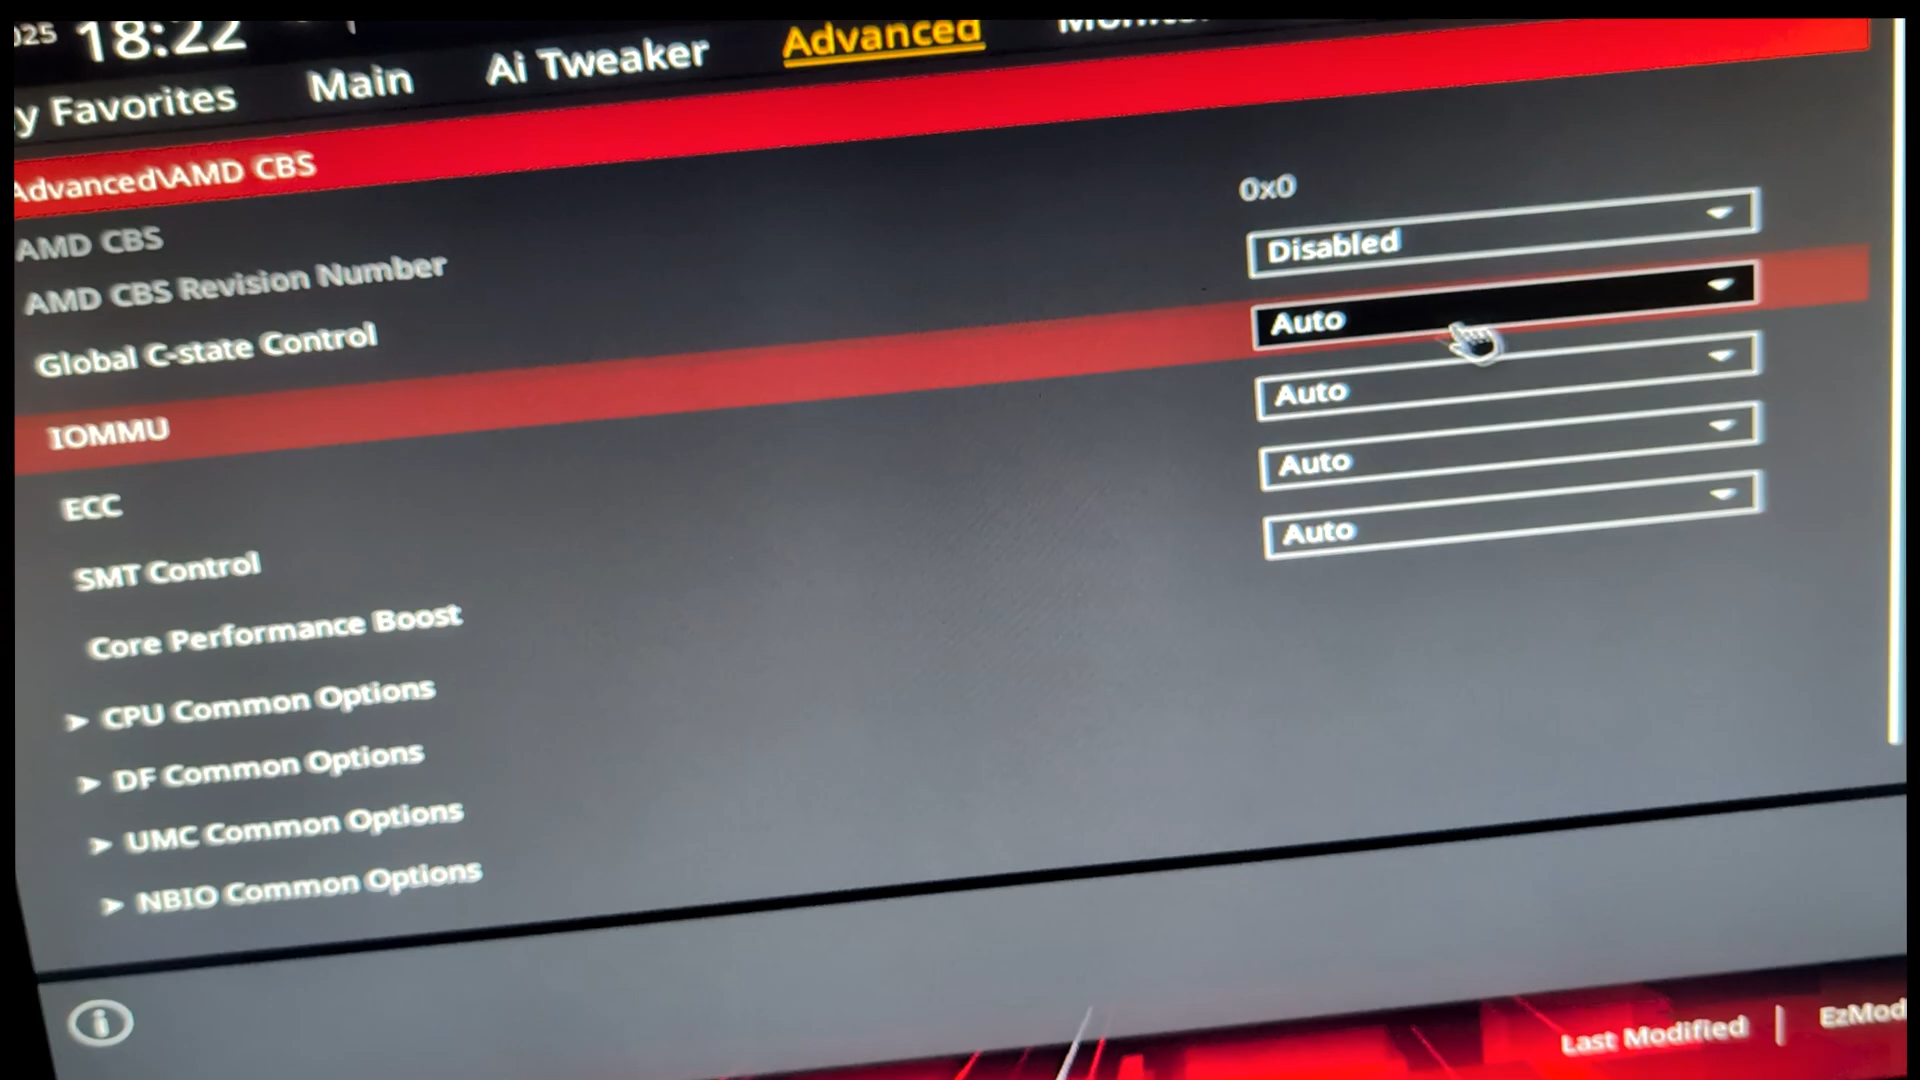 025 18:22
y Favorites Main Ai Tweaker Advanced
Advanced\AMD CBS
AMD CBS
AMD CBS Revision Number 0x0
Global C-state Control Disabled
IOMMU Auto
ECC Auto
SMT Control Auto
Core Performance Boost Auto
CPU Common Options
DF Common Options
UMC Common Options
NBIO Common Options
Last Modified | EzMod